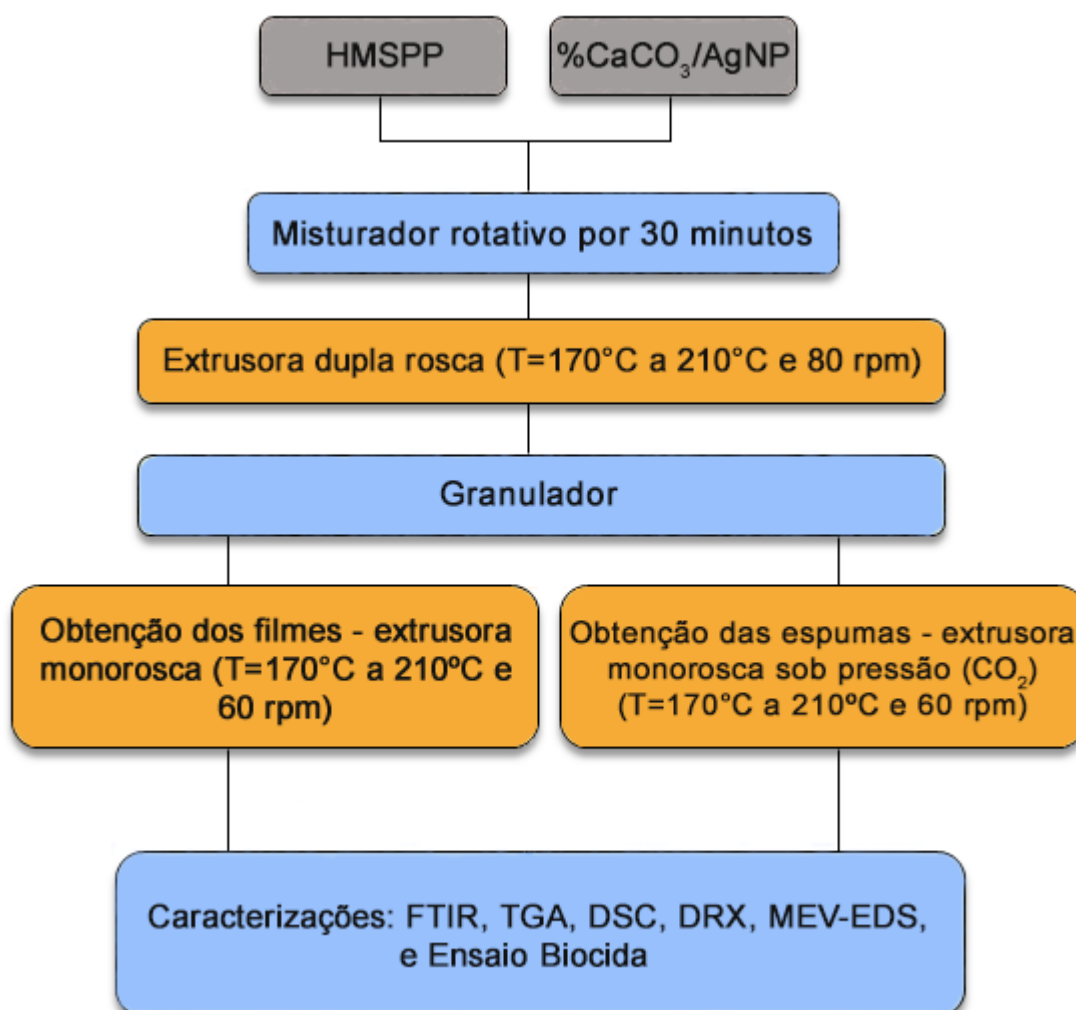 HMSPP
%CaCO₃/AgNP
Misturador rotativo por 30 minutos
Extrusora dupla rosca (T=170°C a 210°C e 80 rpm)
Granulador
Obtenção dos filmes - extrusora
monorosca (T=170°C a 210ºC e
60 rpm)
Obtenção das espumas - extrusora
monorosca sob pressão (CO₂)
(T=170°C a 210ºC e 60 rpm)
Caracterizações: FTIR, TGA, DSC, DRX, MEV-EDS,
e Ensaio Biocida